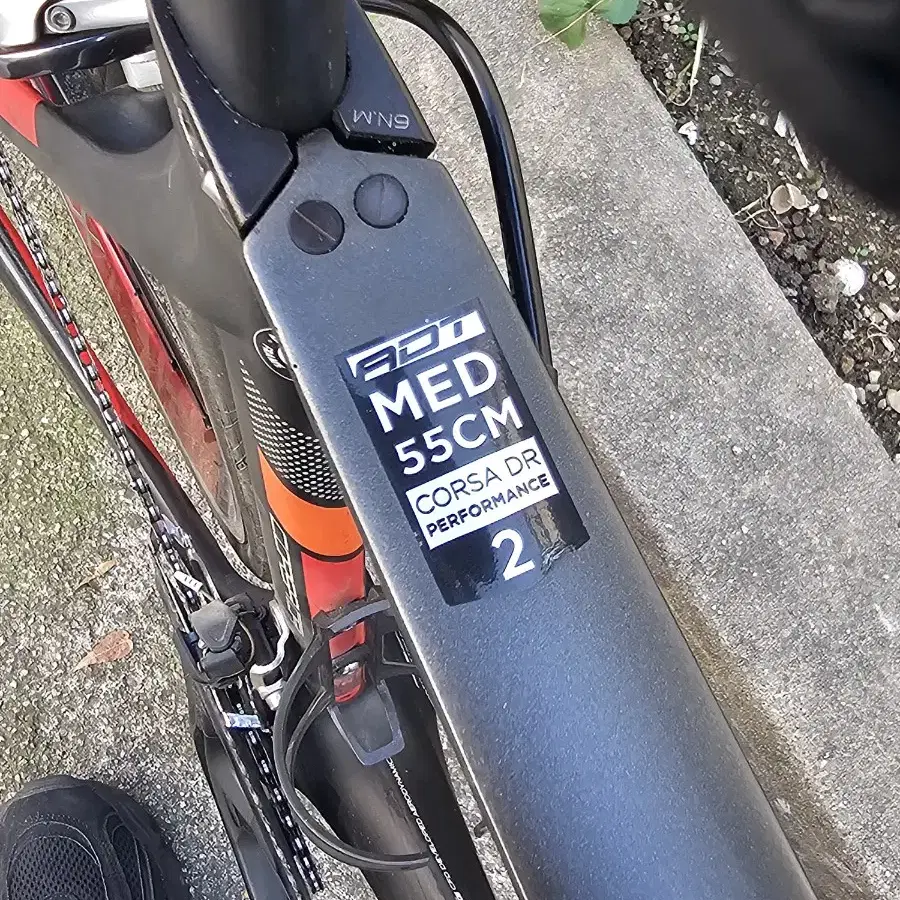 6N.M
ADT
MED
55CM
CORSA DR
PERFORMANCE
2